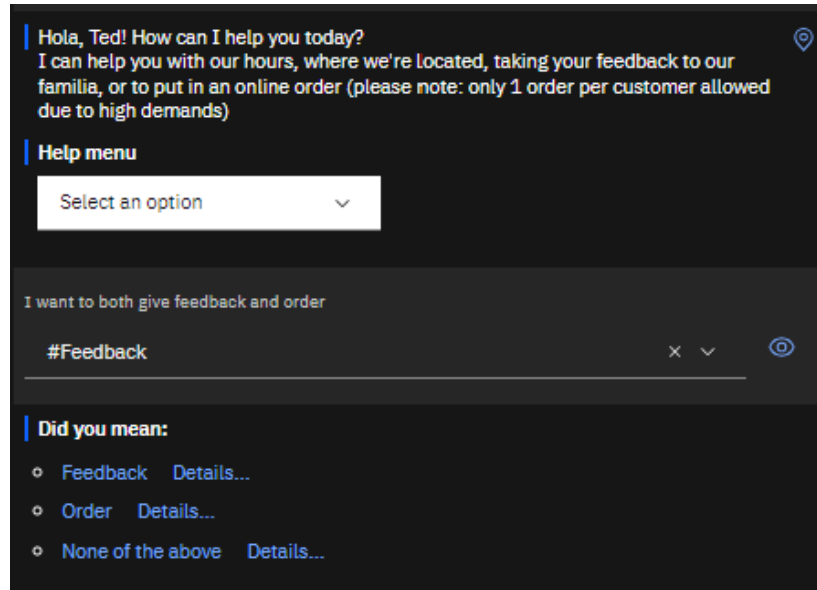 Hola, Ted! How can I help you today?
I can help you with our hours, where we're located, taking your feedback to our
familia, or to put in an online order (please note: only 1 order per customer allowed
due to high demands)
Help menu
Select an option
I want to both give feedback and order
#Feedback
Did you mean:
Feedback Details...
Order Details...
None of the above Details...